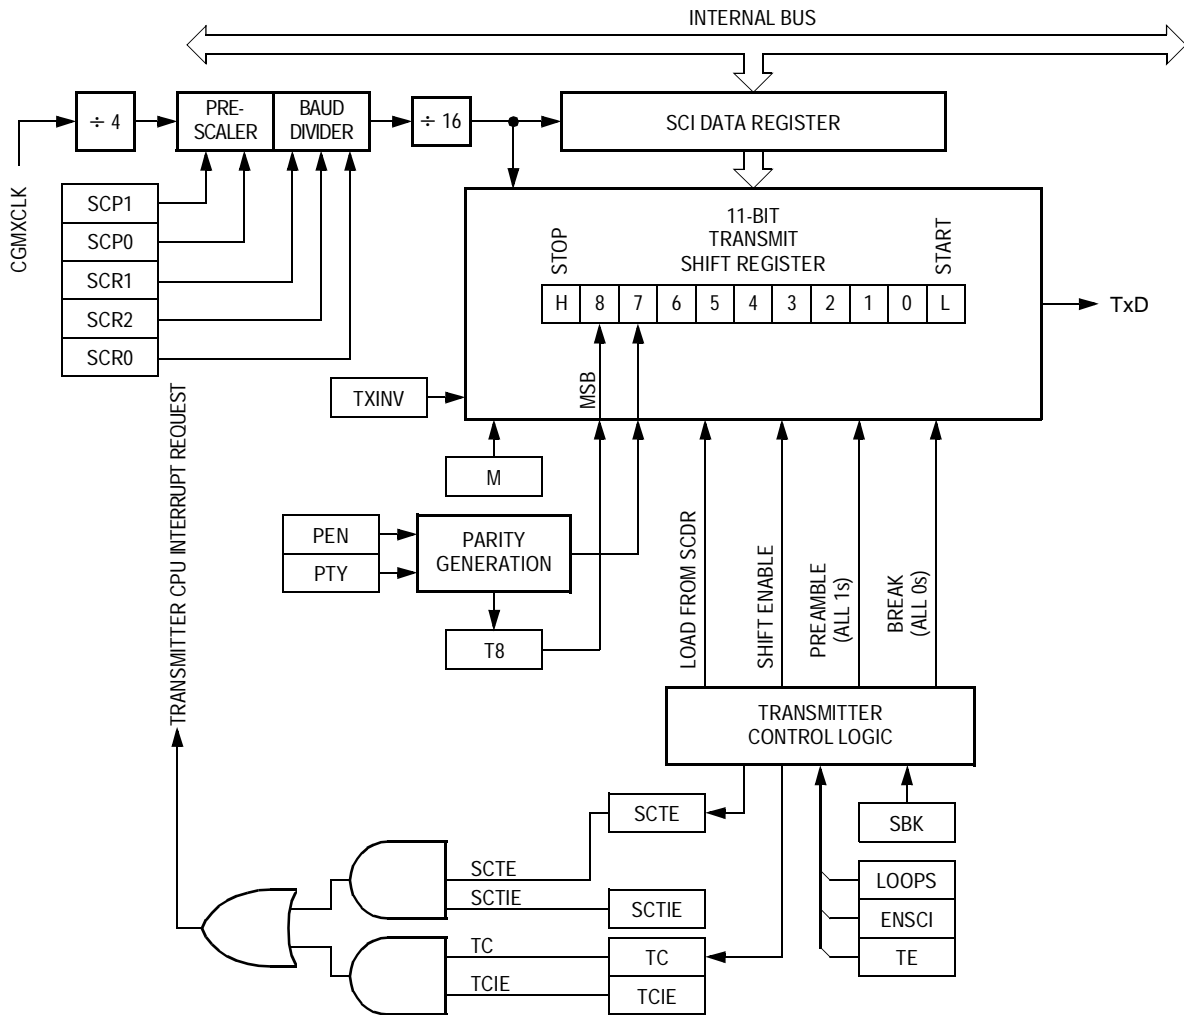 INTERNAL BUS
÷ 4
PRE-
SCALER
BAUD
DIVIDER
÷ 16
SCI DATA REGISTER
CGMXCLK
SCP1
SCP0
SCR1
SCR2
SCR0
11-BIT
TRANSMIT
SHIFT REGISTER
STOP
START
H 8 7 6 5 4 3 2 1 0 L
TxD
TXINV
MSB
M
PEN
PTY
PARITY
GENERATION
T8
LOAD FROM SCDR
SHIFT ENABLE
PREAMBLE
(ALL 1s)
BREAK
(ALL 0s)
TRANSMITTER CPU INTERRUPT REQUEST
TRANSMITTER
CONTROL LOGIC
SCTE
SBK
SCTE
SCTIE
SCTIE
LOOPS
ENSCI
TE
TC
TC
TCIE
TCIE